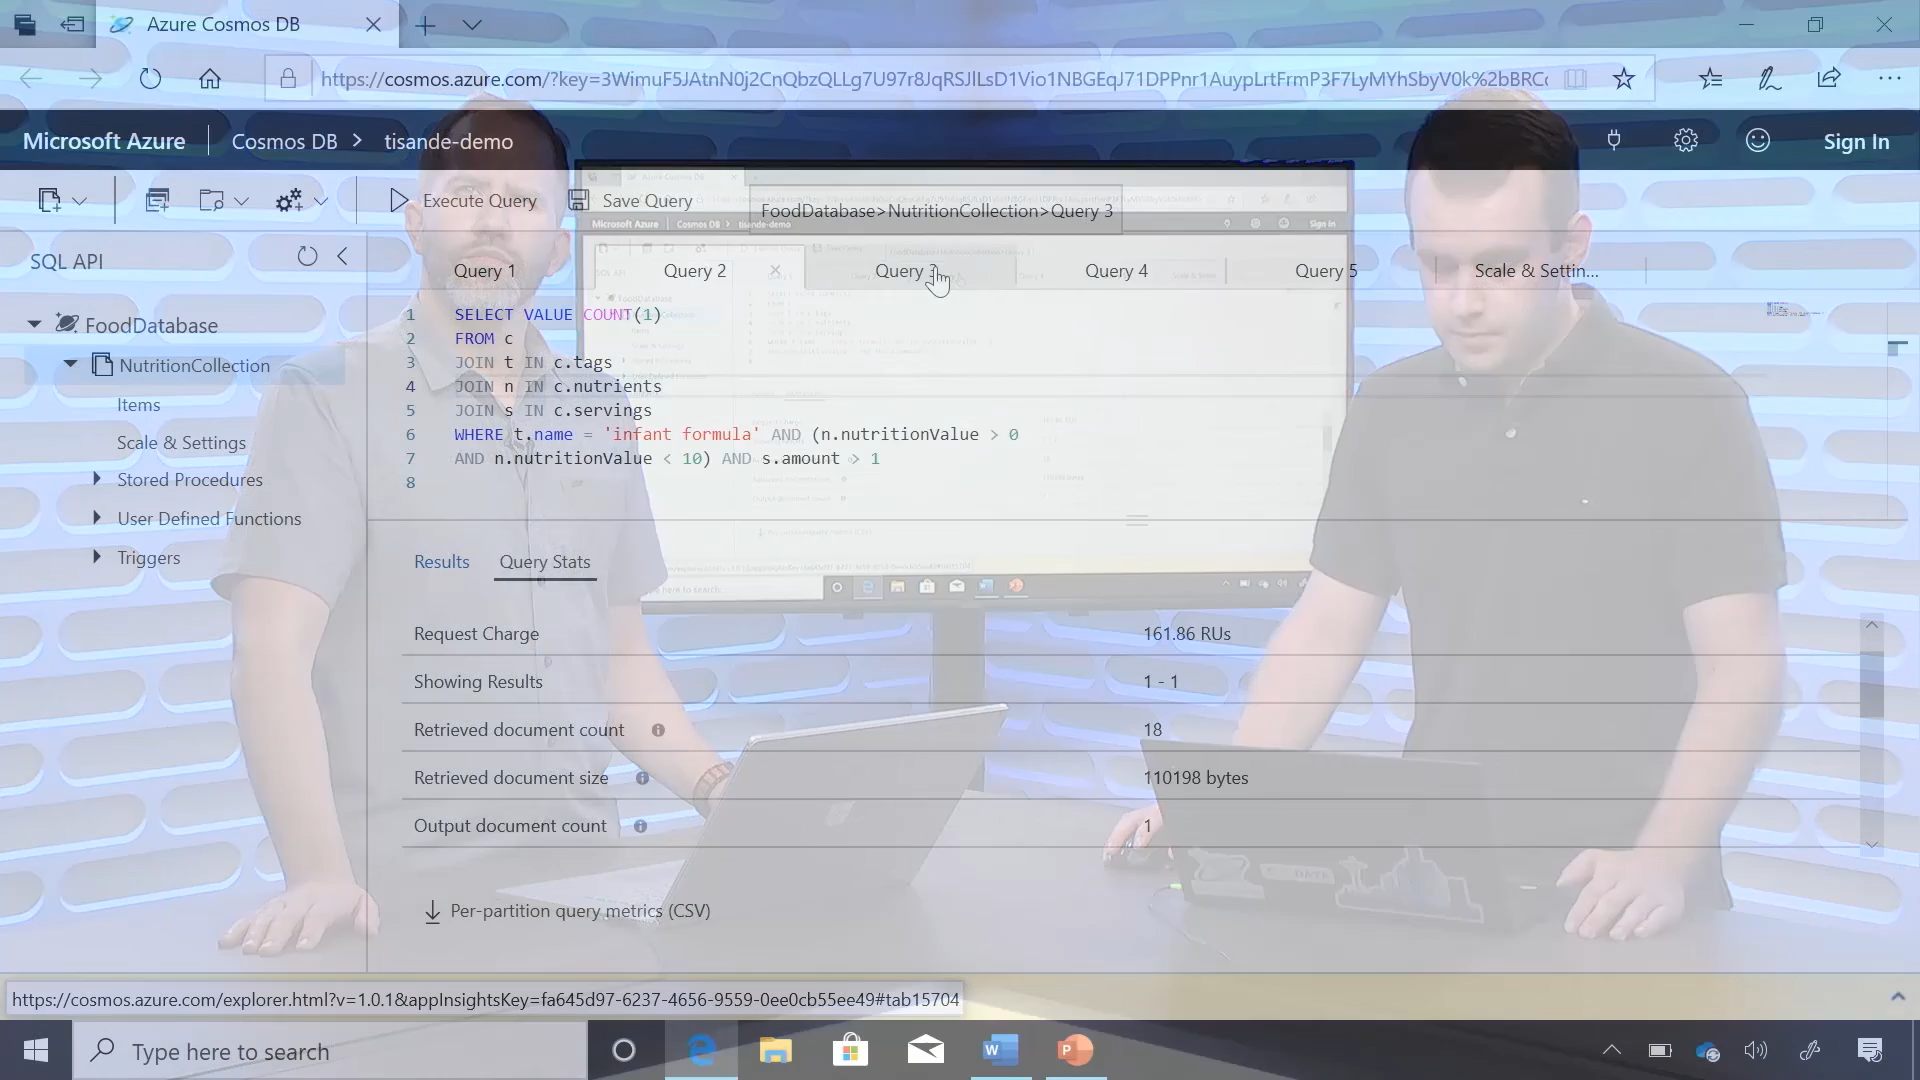 Azure Cosmos DB
https://cosmos.azure.com/?key=3WimuF5JAtnN0j2CnQbzQLLg7U97r8JqRSJlLsD1Vio1NBGEqJ71DPPnr1AuypLrtFrmP3F7LyMYhSbyV0k%2bBRC
Microsoft Azure
Cosmos DB > tisande-demo
Sign In
Execute Query
Save Query
FoodDatabase>NutritionCollection>Query 3
SQL API
Query 1
Query 2
Query 3
Query 4
Query 5
Scale & Settin...
FoodDatabase
NutritionCollection
Items
Scale & Settings
Stored Procedures
User Defined Functions
Triggers
1 SELECT VALUE COUNT(1)
2 FROM c
3 JOIN t IN c.tags
4 JOIN n IN c.nutrients
5 JOIN s IN c.servings
6 WHERE t.name = 'infant formula' AND (n.nutritionValue > 0
7 AND n.nutritionValue < 10) AND s.amount > 1
8
Results
Query Stats
Request Charge 161.86 RUs
Showing Results 1 - 1
Retrieved document count 18
Retrieved document size 110198 bytes
Output document count 1
Per-partition query metrics (CSV)
https://cosmos.azure.com/explorer.html?v=1.0.1&appInsightsKey=fa645d97-6237-4656-9559-0ee0cb55ee49#tab15704
Type here to search
Microsoft Azure
Cosmos DB
Sign In